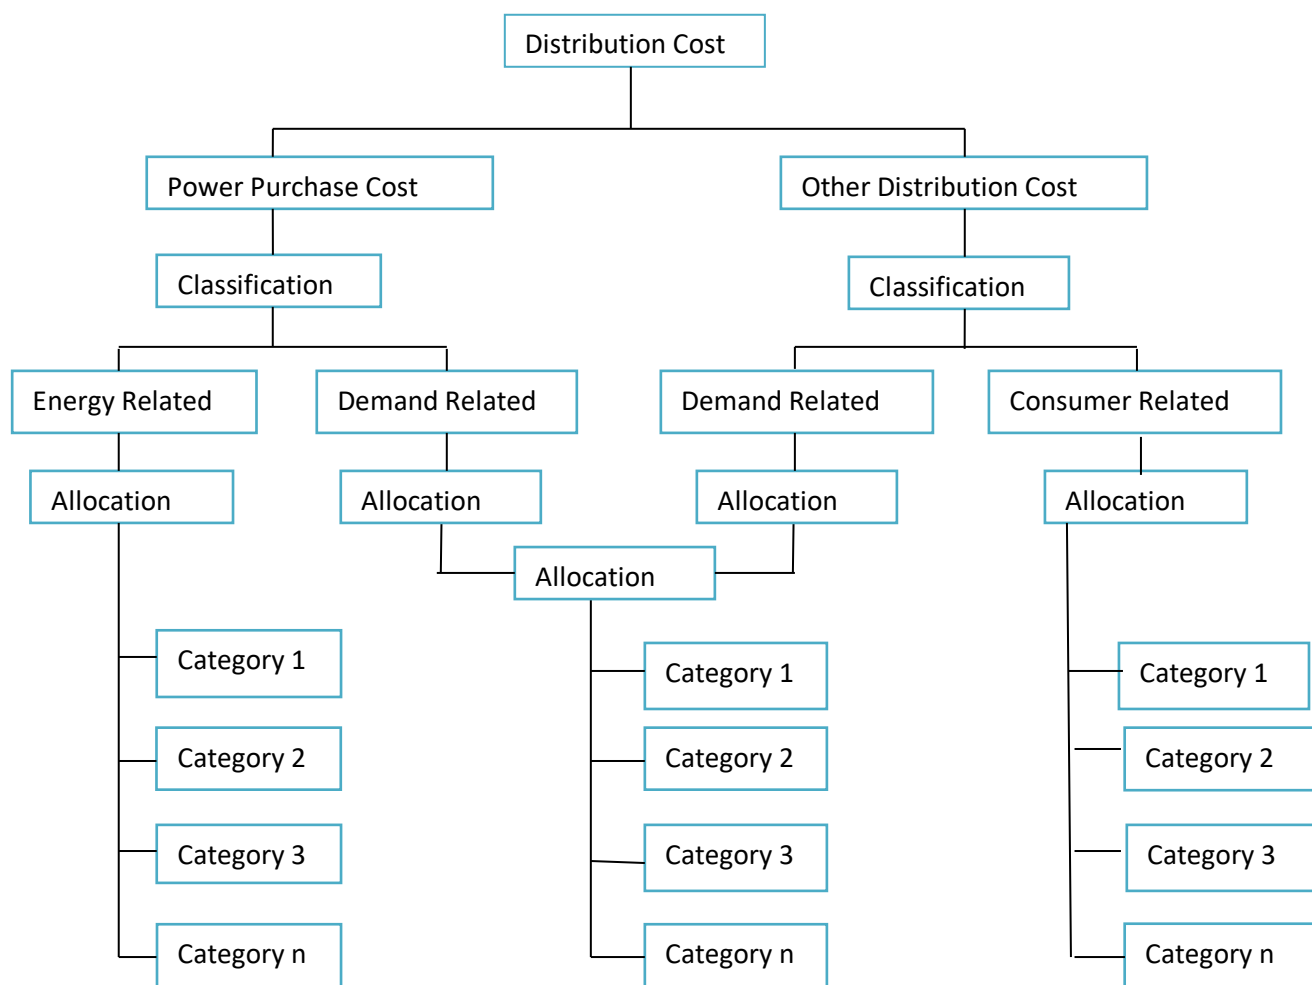 Distribution Cost
Power Purchase Cost
Other Distribution Cost
Classification
Classification
Energy Related
Demand Related
Demand Related
Consumer Related
Allocation
Allocation
Allocation
Allocation
Allocation
Category 1
Category 1
Category 1
Category 2
Category 2
Category 2
Category 3
Category 3
Category 3
Category n
Category n
Category n